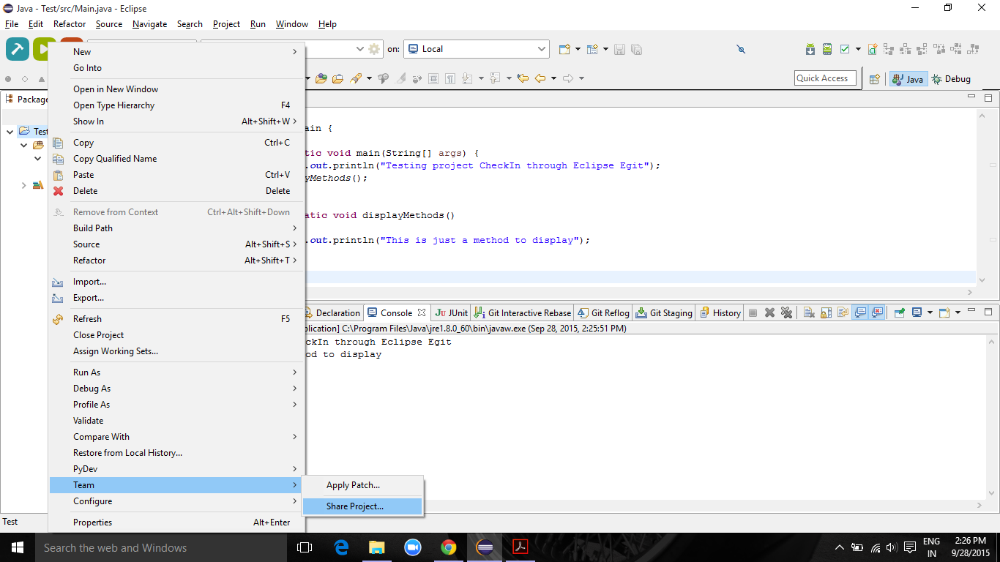 Java - Test/src/Main.java - Eclipse
File Edit Refactor Source Navigate Search Project Run Window Help
on: Local
Quick Access Java Debug
Package
Test
New
Go Into
Open in New Window
Open Type Hierarchy F4
Show In Alt+Shift+W
Copy Ctrl+C
Copy Qualified Name
Paste Ctrl+V
Delete Delete
Remove from Context Ctrl+Alt+Shift+Down
Build Path
Source Alt+Shift+S
Refactor Alt+Shift+T
Import...
Export...
Refresh F5
Close Project
Assign Working Sets...
Run As
Debug As
Profile As
Validate
Compare With
Restore from Local History...
PyDev
Team
Configure
Properties Alt+Enter
Apply Patch...
Share Project...
ain {
tic void main(String[] args) {
.out.println("Testing project CheckIn through Eclipse Egit");
yMethods();
atic void displayMethods()
.out.println("This is just a method to display");
Declaration Console JUnit Git Interactive Rebase Git Reflog Git Staging History
plication] C:\Program Files\Java\jre1.8.0_60\bin\javaw.exe (Sep 28, 2015, 2:25:51 PM)
ckIn through Eclipse Egit
od to display
Test
Search the web and Windows
ENG
IN
2:26 PM
9/28/2015